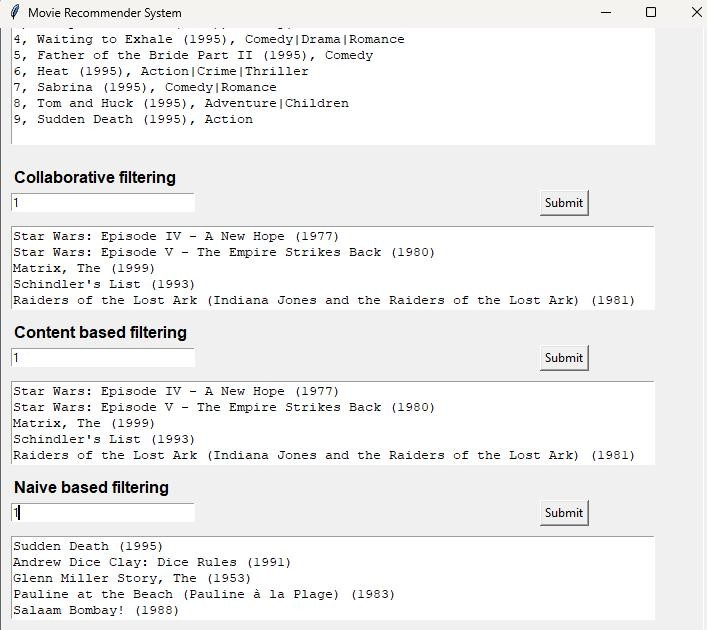 Movie Recommender System
4, Waiting to Exhale (1995), Comedy|Drama|Romance
5, Father of the Bride Part II (1995), Comedy
6, Heat (1995), Action|Crime|Thriller
7, Sabrina (1995), Comedy|Romance
8, Tom and Huck (1995), Adventure|Children
9, Sudden Death (1995), Action
Collaborative filtering
1
Submit
Star Wars: Episode IV - A New Hope (1977)
Star Wars: Episode V - The Empire Strikes Back (1980)
Matrix, The (1999)
Schindler's List (1993)
Raiders of the Lost Ark (Indiana Jones and the Raiders of the Lost Ark) (1981)
Content based filtering
1
Submit
Star Wars: Episode IV - A New Hope (1977)
Star Wars: Episode V - The Empire Strikes Back (1980)
Matrix, The (1999)
Schindler's List (1993)
Raiders of the Lost Ark (Indiana Jones and the Raiders of the Lost Ark) (1981)
Naive based filtering
1
Submit
Sudden Death (1995)
Andrew Dice Clay: Dice Rules (1991)
Glenn Miller Story, The (1953)
Pauline at the Beach (Pauline à la Plage) (1983)
Salaam Bombay! (1988)